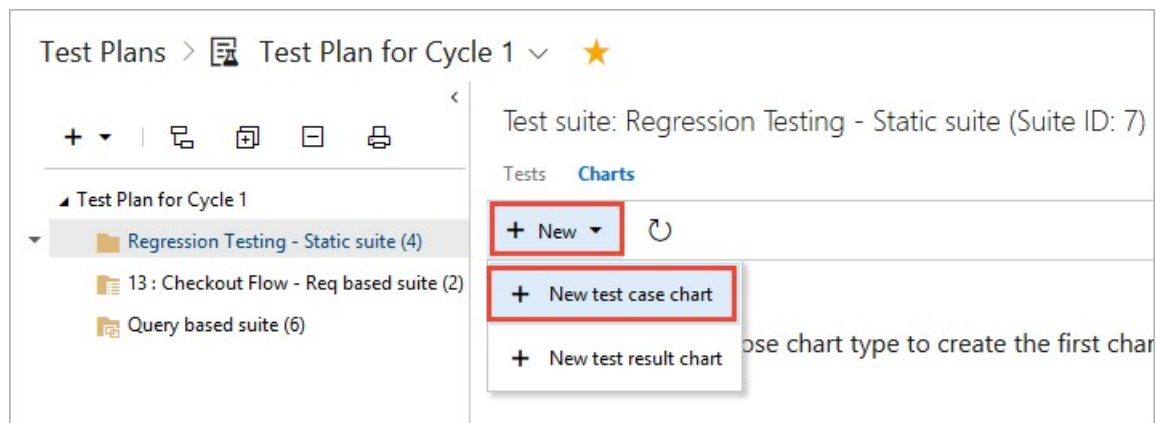 Test Plans > Test Plan for Cycle 1
Test suite: Regression Testing - Static suite (Suite ID: 7)
Tests Charts
Test Plan for Cycle 1
Regression Testing - Static suite (4)
+ New
13 : Checkout Flow - Req based suite (2)
+ New test case chart
Query based suite (6)
+ New test result chart
ose chart type to create the first char